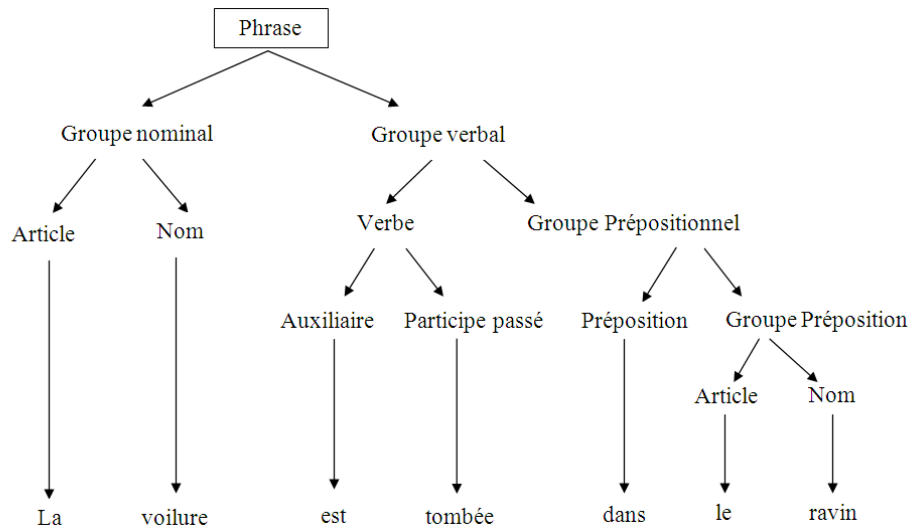 Phrase
Groupe nominal Groupe verbal
Article Nom Verbe Groupe Prépositionnel
Auxiliaire Participe passé Préposition Groupe Préposition
Article Nom
La voilure est tombée dans le ravin